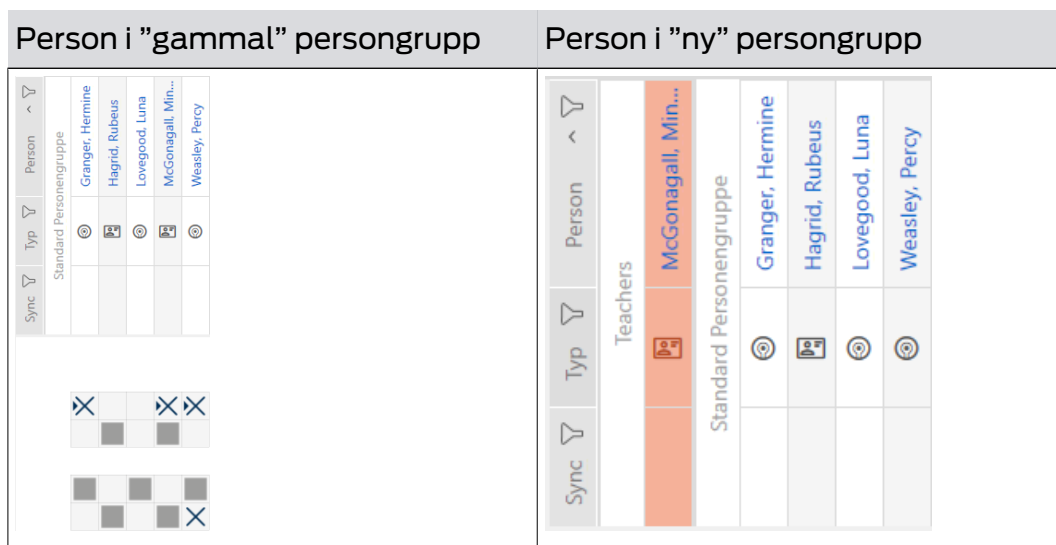 Person i ”gammal” persongrupp
Person i ”ny” persongrupp
Sync Typ Person
Standard Personengruppe
Granger, Hermine
Hagrid, Rubeus
Lovegood, Luna
McGonagall, Min...
Weasley, Percy
Sync Typ Person
Teachers
McGonagall, Min...
Standard Personengruppe
Granger, Hermine
Hagrid, Rubeus
Lovegood, Luna
Weasley, Percy